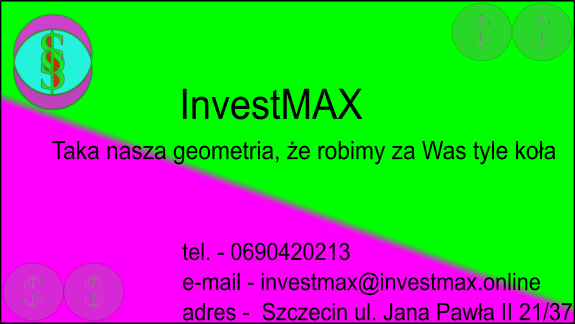 InvestMAX
Taka nasza geometria, że robimy za Was tyle koła
tel. - 0690420213
e-mail - investmax@investmax.online
adres -  Szczecin ul. Jana Pawła II 21/37